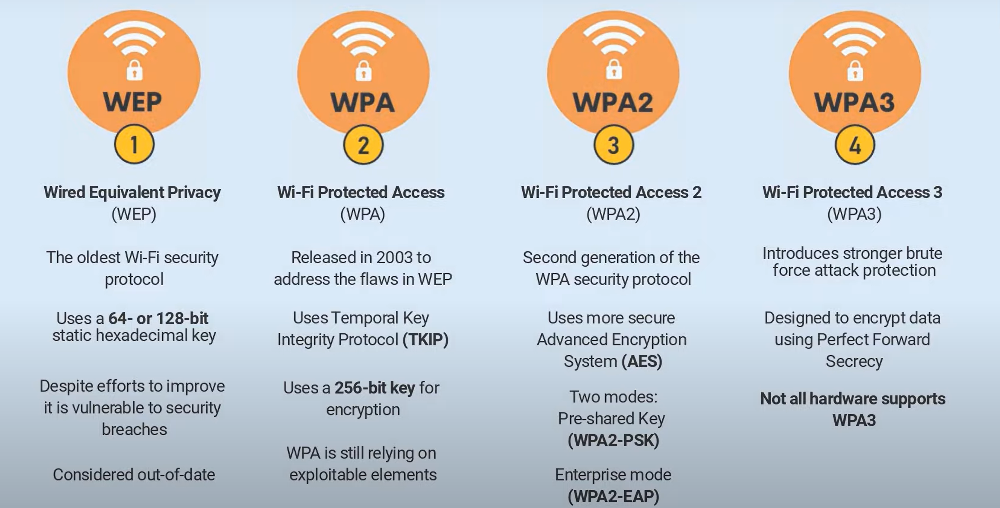 WEP
1
Wired Equivalent Privacy
(WEP)
The oldest Wi-Fi security
protocol
Uses a 64- or 128-bit
static hexadecimal key
Despite efforts to improve
it is vulnerable to security
breaches
Considered out-of-date
WPA
2
Wi-Fi Protected Access
(WPA)
Released in 2003 to
address the flaws in WEP
Uses Temporal Key
Integrity Protocol (TKIP)
Uses a 256-bit key for
encryption
WPA is still relying on
exploitable elements
WPA2
3
Wi-Fi Protected Access 2
(WPA2)
Second generation of the
WPA security protocol
Uses more secure
Advanced Encryption
System (AES)
Two modes:
Pre-shared Key
(WPA2-PSK)
Enterprise mode
(WPA2-EAP)
WPA3
4
Wi-Fi Protected Access 3
(WPA3)
Introduces stronger brute
force attack protection
Designed to encrypt data
using Perfect Forward
Secrecy
Not all hardware supports
WPA3